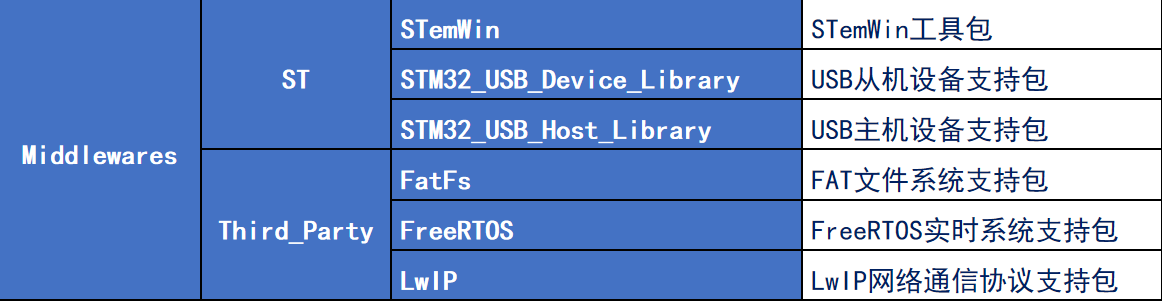 Middlewares
ST
STemWin
STemWin工具包
STM32_USB_Device_Library
USB从机设备支持包
STM32_USB_Host_Library
USB主机设备支持包
Third_Party
FatFs
FAT文件系统支持包
FreeRTOS
FreeRTOS实时系统支持包
LwIP
LwIP网络通信协议支持包